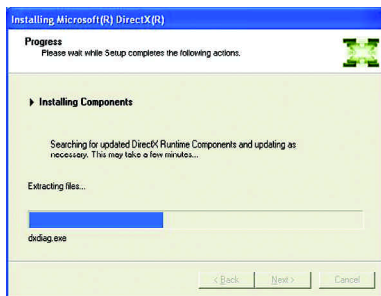 Installing Microsoft(R) DirectX(R)
Progress
Please wait while Setup completes the following actions.
Installing Components
Searching for updated DirectX Runtime Components and updating as
necessary. This may take a few minutes...
Extracting files...
dxdiag.exe
< Back Next > Cancel